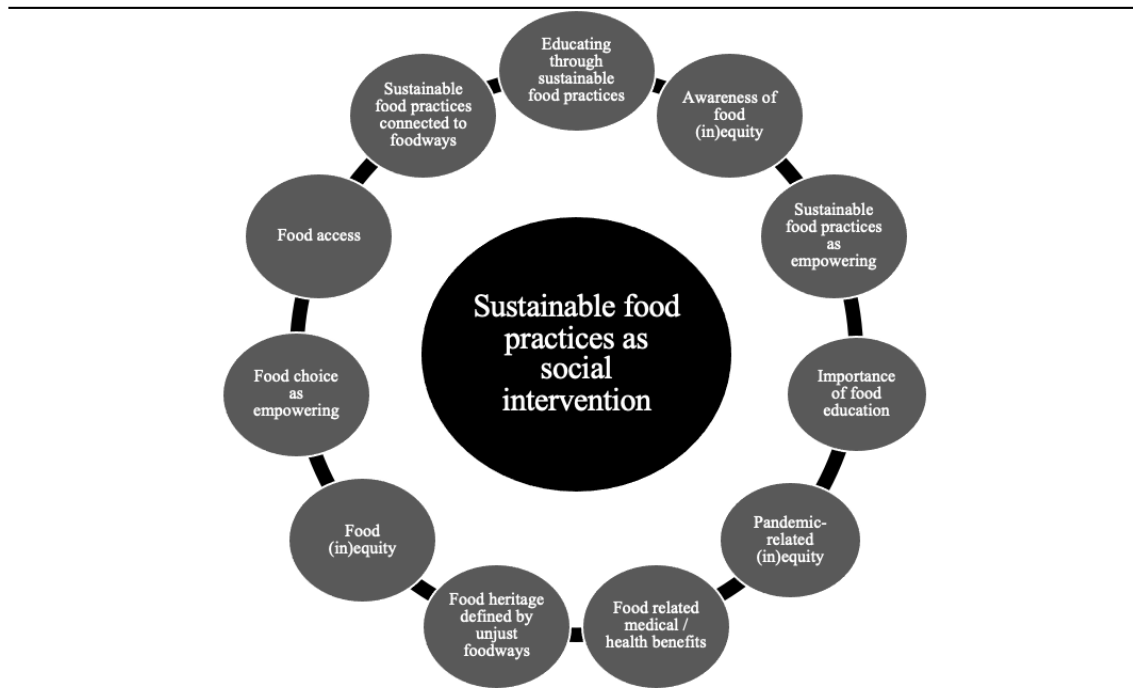 Educating
through
sustainable
food practices
Awareness of
food
(in)equity
Sustainable
food practices
as
empowering
Importance
of food
education
Pandemic-
related
(in)equity
Food related
medical /
health benefits
Food heritage
defined by
unjust
foodways
Food
(in)equity
Food choice
as
empowering
Food access
Sustainable
food practices
connected to
foodways
Sustainable food
practices as
social
intervention